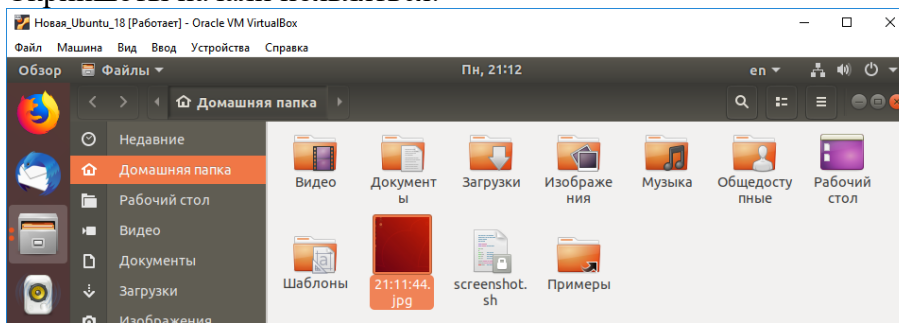 Новая_Ubuntu_18 [Работает] - Oracle VM VirtualBox
Файл Машина Вид Ввод Устройства Справка
Обзор Файлы Пн, 21:12 en
Домашняя папка
Недавние
Домашняя папка
Рабочий стол
Видео
Документы
Загрузки
Изображения
Видео Документ Загрузки Изображе Музыка Общедосту Рабочий
ы ния пные стол
Шаблоны 21:11:44. screenshot. Примеры
jpg sh